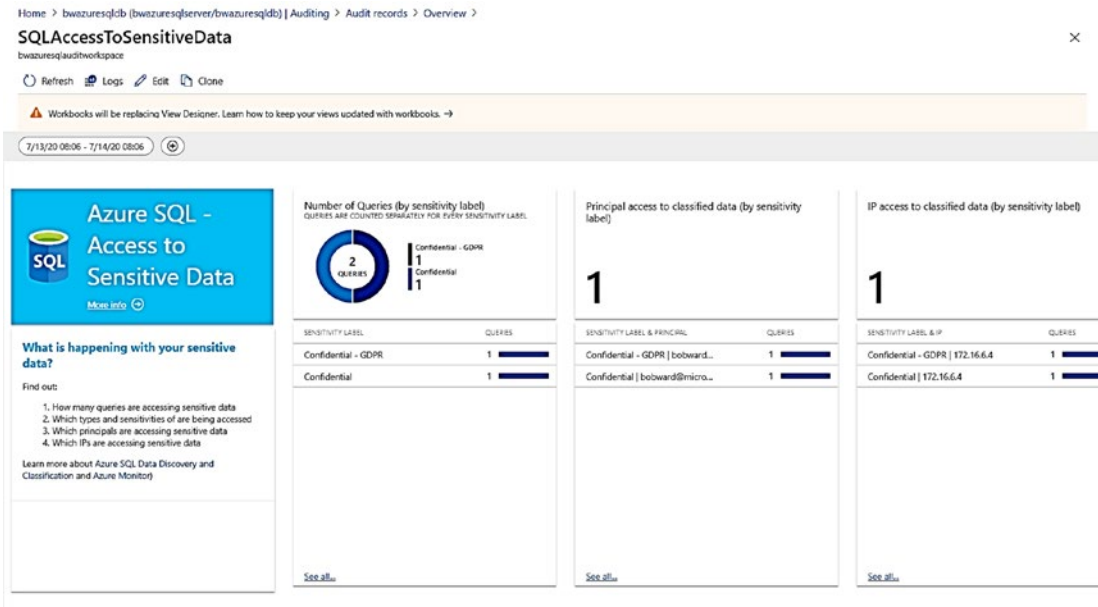 Home > bwazuresqldb (bwazuresqlserver/bwazuresqldb) | Auditing > Audit records > Overview >
SQLAccessToSensitiveData
bwazuresqlauditworkspace
Refresh Logs Edit Clone
Workbooks will be replacing View Designer. Learn how to keep your views updated with workbooks. →
7/13/20 08:06 - 7/14/20 08:06
SQL
Azure SQL -
Access to
Sensitive Data
More info
What is happening with your sensitive
data?
Find out:
1. How many queries are accessing sensitive data
2. Which types and sensitivities of are being accessed
3. Which principals are accessing sensitive data
4. Which IPs are accessing sensitive data
Learn more about Azure SQL Data Discovery and
Classification and Azure Monitor)
Number of Queries (by sensitivity label)
QUERIES ARE COUNTED SEPARATELY FOR EVERY SENSITIVITY LABEL
2
QUERIES
Confidential - GDPR
1
Confidential
1
SENSITIVITY LABEL QUERIES
Confidential - GDPR 1
Confidential 1
See all...
Principal access to classified data (by sensitivity
label)
1
SENSITIVITY LABEL & PRINCIPAL QUERIES
Confidential - GDPR | bobward... 1
Confidential | bobward@micro... 1
See all...
IP access to classified data (by sensitivity label)
1
SENSITIVITY LABEL & IP QUERIES
Confidential - GDPR | 172.16.6.4 1
Confidential | 172.16.6.4 1
See all...